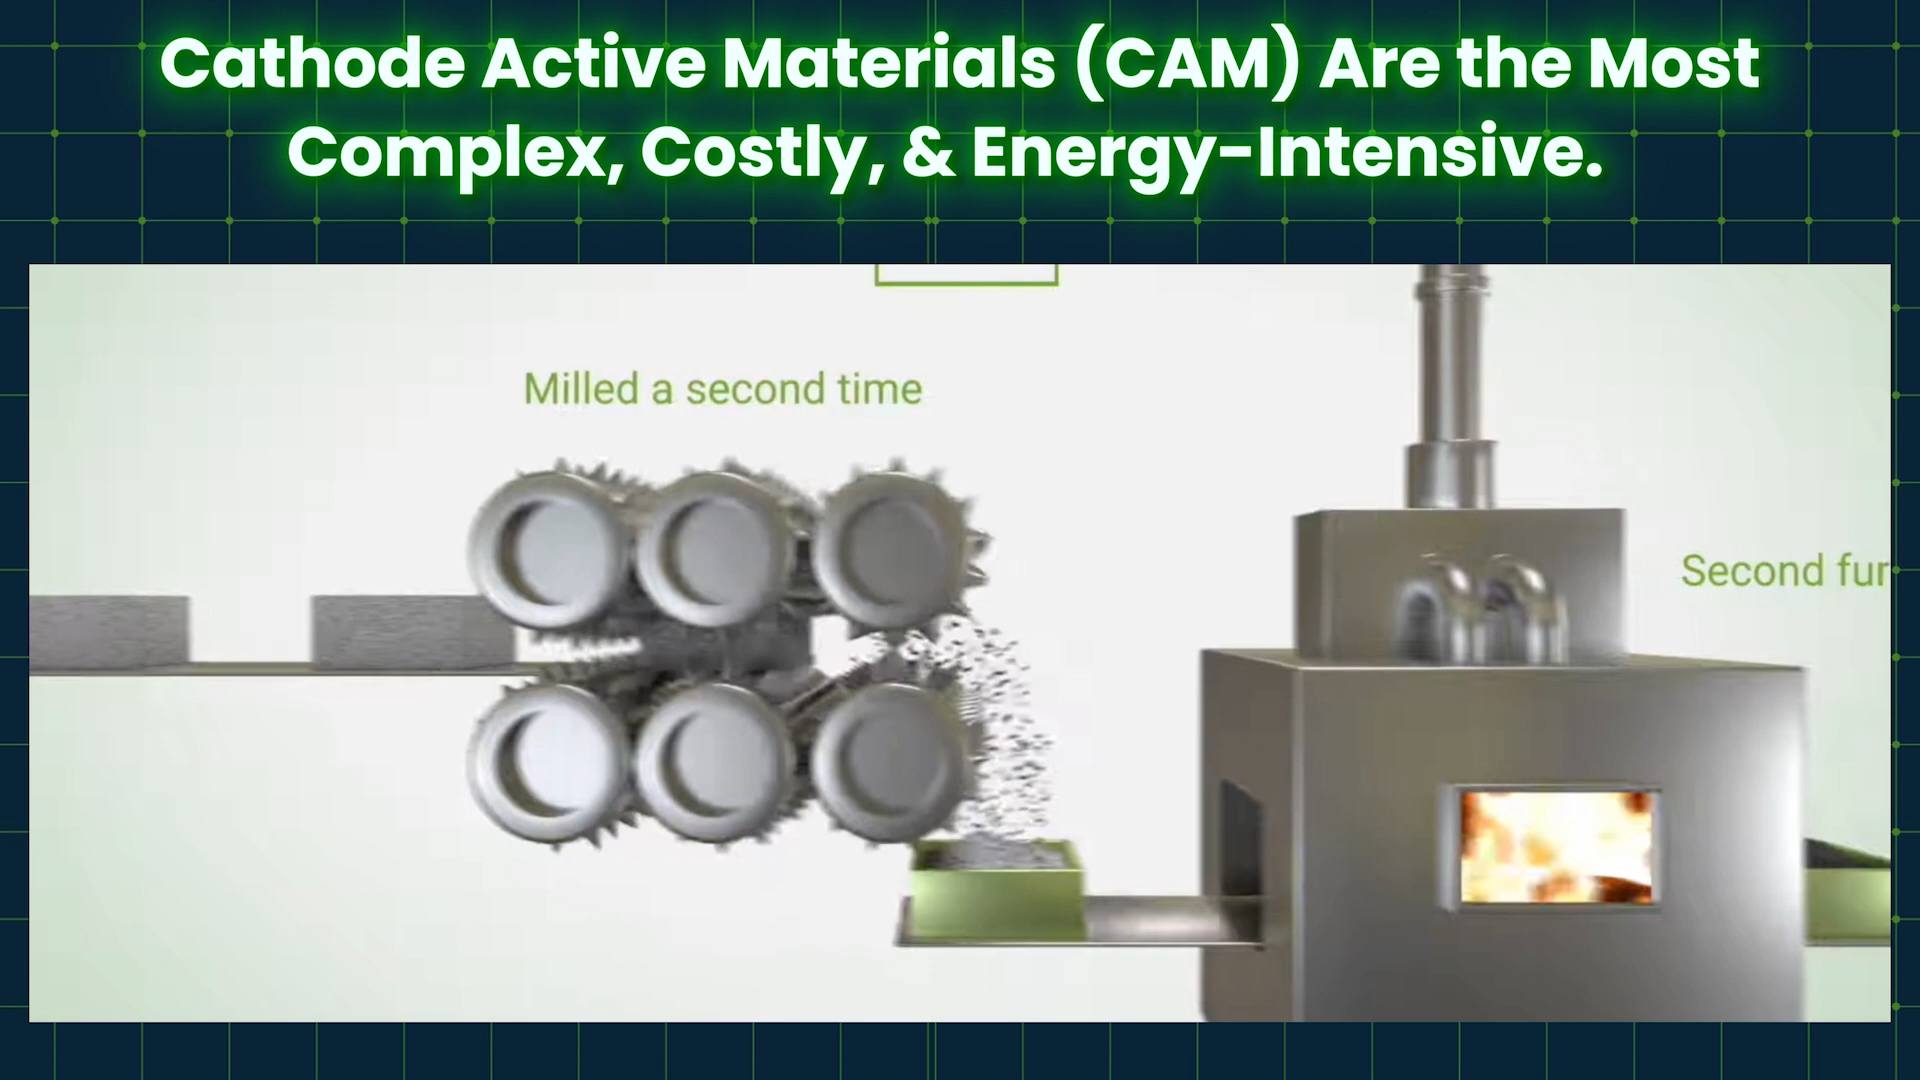 Cathode Active Materials (CAM) Are the Most
Complex, Costly, & Energy-Intensive.
Milled a second time
Second fur